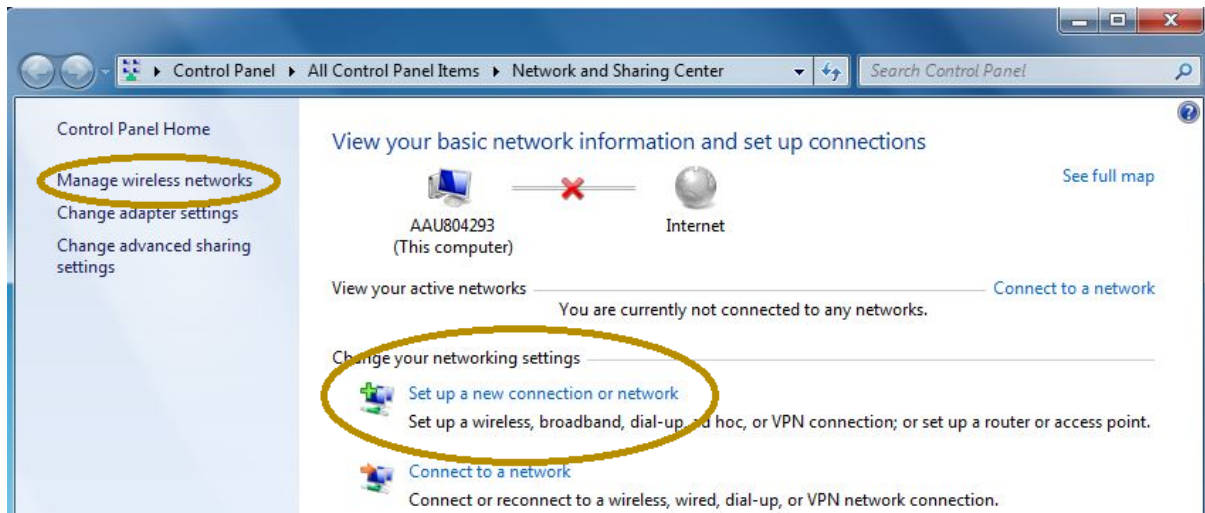 Control Panel ▸ All Control Panel Items ▸ Network and Sharing Center
Search Control Panel
Control Panel Home
Manage wireless networks
Change adapter settings
Change advanced sharing
settings
View your basic network information and set up connections
See full map
AAU804293
(This computer)
Internet
View your active networks
Connect to a network
You are currently not connected to any networks.
Change your networking settings
Set up a new connection or network
Set up a wireless, broadband, dial-up, ad hoc, or VPN connection; or set up a router or access point.
Connect to a network
Connect or reconnect to a wireless, wired, dial-up, or VPN network connection.